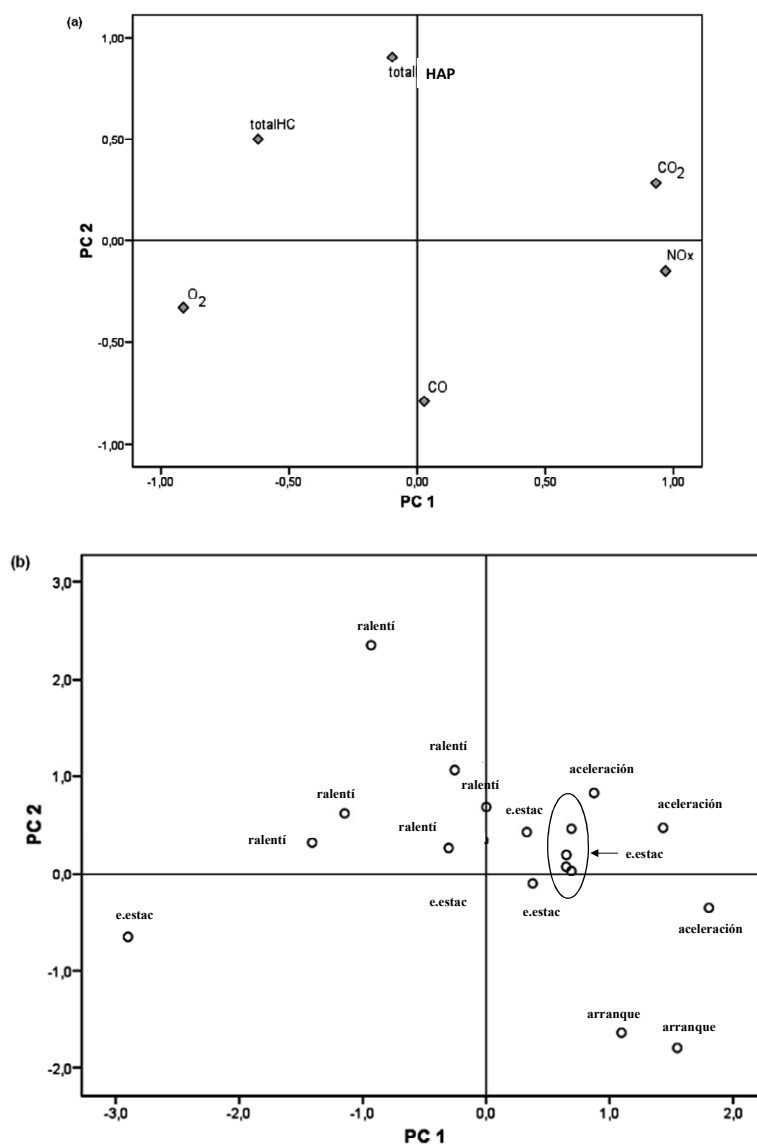 (a)
1,00
total HAP
totalHC
0,50
CO2
PC 2
0,00
NOx
O2
-0,50
CO
-1,00
-1,00 -0,50 0,00 0,50 1,00
PC 1
(b)
3,0
ralentí
2,0
ralentí
aceleración
1,0
ralentí
ralentí
e.estac
aceleración
ralentí
ralentí
e.estac
PC 2
0,0
e.estac
e.estac
e.estac
aceleración
-1,0
arranque
arranque
-2,0
-3,0 -2,0 -1,0 0,0 1,0 2,0
PC 1